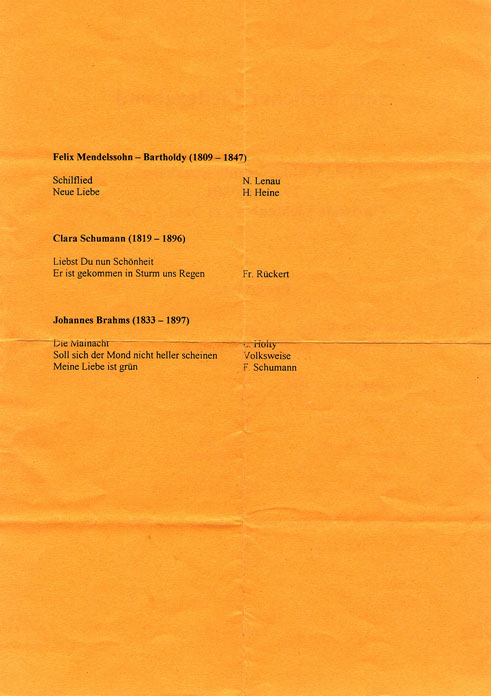 Felix Mendelssohn – Bartholdy (1809 – 1847)
Schilflied N. Lenau
Neue Liebe H. Heine
Clara Schumann (1819 – 1896)
Liebst Du nun Schönheit
Er ist gekommen in Sturm uns Regen Fr. Rückert
Johannes Brahms (1833 – 1897)
Die Mainacht Hölty
Soll sich der Mond nicht heller scheinen Volksweise
Meine Liebe ist grün F. Schumann